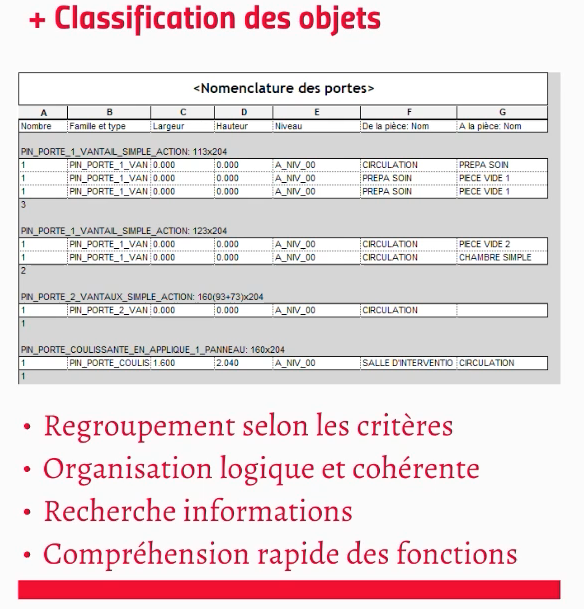 + Classification des objets
<Nomenclature des portes>
A B C D E F G
Nombre Famille et type Largeur Hauteur Niveau De la pièce: Nom A la pièce: Nom
PIN_PORTE_1_VANTAIL_SIMPLE_ACTION: 113x204
1 PIN_PORTE_1_VAN 0.000 0.000 A_NIV_00 CIRCULATION PREPA SOIN
1 PIN_PORTE_1_VAN 0.000 0.000 A_NIV_00 PREPA SOIN PIECE VIDE 1
1 PIN_PORTE_1_VAN 0.000 0.000 A_NIV_00 PREPA SOIN PIECE VIDE 1
3
PIN_PORTE_1_VANTAIL_SIMPLE_ACTION: 123x204
1 PIN_PORTE_1_VAN 0.000 0.000 A_NIV_00 CIRCULATION PIECE VIDE 2
1 PIN_PORTE_1_VAN 0.000 0.000 A_NIV_00 CIRCULATION CHAMBRE SIMPLE
2
PIN_PORTE_2_VANTAUX_SIMPLE_ACTION: 160(93+73)x204
1 PIN_PORTE_2_VAN 0.000 0.000 A_NIV_00 CIRCULATION
1
PIN_PORTE_COULISSANTE_EN_APPLIQUE_1_PANNEAU: 160x204
1 PIN_PORTE_COULIS 1.600 2.040 A_NIV_00 SALLE D'INTERVENTIO CIRCULATION
1
• Regroupement selon les critères
• Organisation logique et cohérente
• Recherche informations
• Compréhension rapide des fonctions